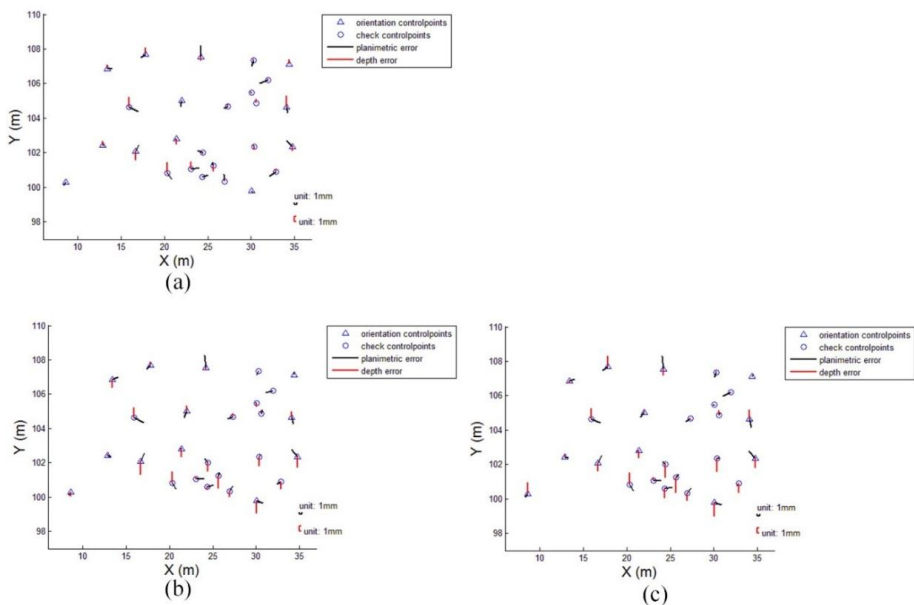 110
108
106
104
102
100
98
Y (m)
10 15 20 25 30 35
X (m)
orientation controlpoints
check controlpoints
planimetric error
depth error
unit: 1mm
unit: 1mm
(a)
110
108
106
104
102
100
98
Y (m)
10 15 20 25 30 35
X (m)
orientation controlpoints
check controlpoints
planimetric error
depth error
unit: 1mm
unit: 1mm
(b)
110
108
106
104
102
100
98
Y (m)
10 15 20 25 30 35
X (m)
orientation controlpoints
check controlpoints
planimetric error
depth error
unit: 1mm
unit: 1mm
(c)